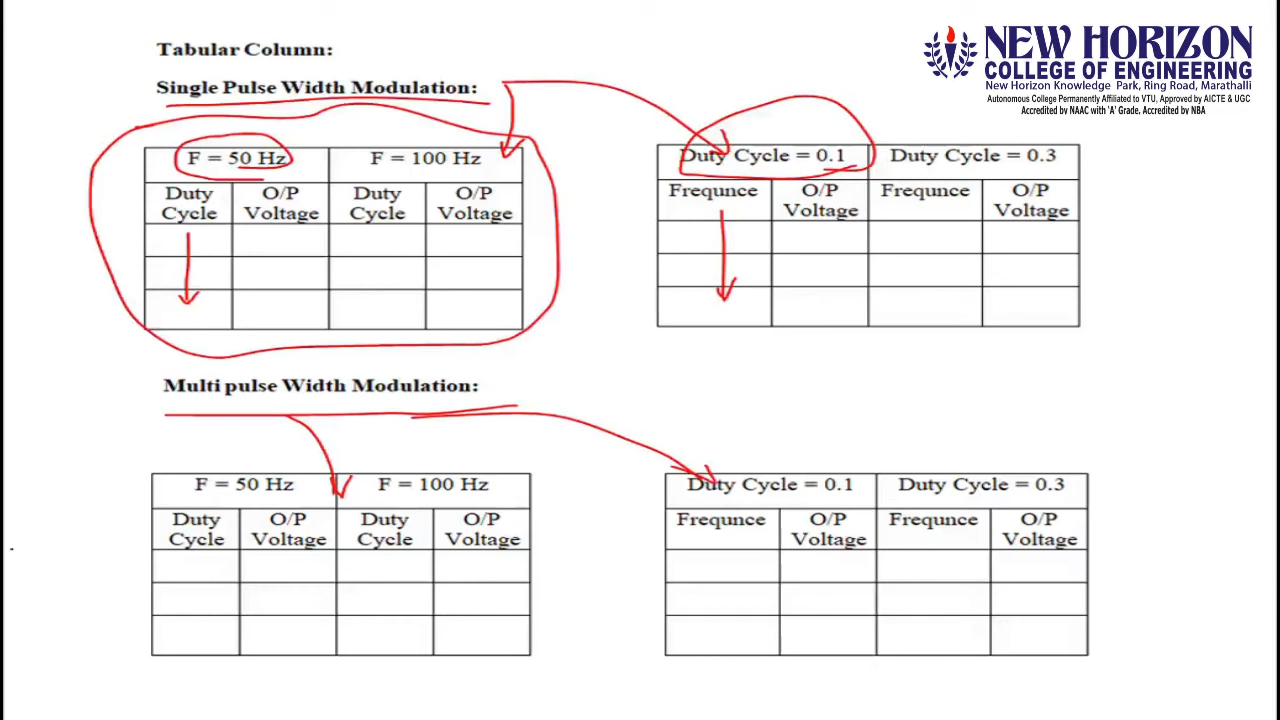 NEW HORIZON
COLLEGE OF ENGINEERING
New Horizon Knowledge Park, Ring Road, Marathalli
Autonomous College Permanently Affiliated to VTU, Approved by AICTE & UGC
Accredited by NAAC with 'A' Grade, Accredited by NBA
Tabular Column:
Single Pulse Width Modulation:
F = 50 Hz F = 100 Hz
Duty Cycle O/P Voltage Duty Cycle O/P Voltage
Duty Cycle = 0.1 Duty Cycle = 0.3
Frequnce O/P Voltage Frequnce O/P Voltage
Multi pulse Width Modulation:
F = 50 Hz F = 100 Hz
Duty Cycle O/P Voltage Duty Cycle O/P Voltage
Duty Cycle = 0.1 Duty Cycle = 0.3
Frequnce O/P Voltage Frequnce O/P Voltage